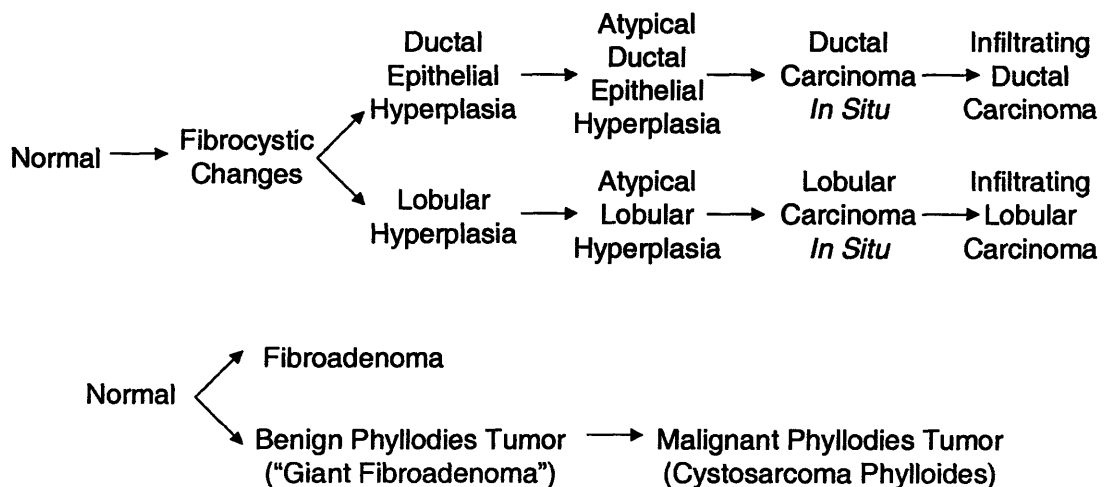 Ductal
Epithelial
Hyperplasia
Atypical
Ductal
Epithelial
Hyperplasia
Ductal
Carcinoma
In Situ
Infiltrating
Ductal
Carcinoma
Normal
Fibrocystic
Changes
Lobular
Hyperplasia
Atypical
Lobular
Hyperplasia
Lobular
Carcinoma
In Situ
Infiltrating
Lobular
Carcinoma
Normal
Fibroadenoma
Benign Phyllodies Tumor
("Giant Fibroadenoma")
Malignant Phyllodies Tumor
(Cystosarcoma Phylloides)